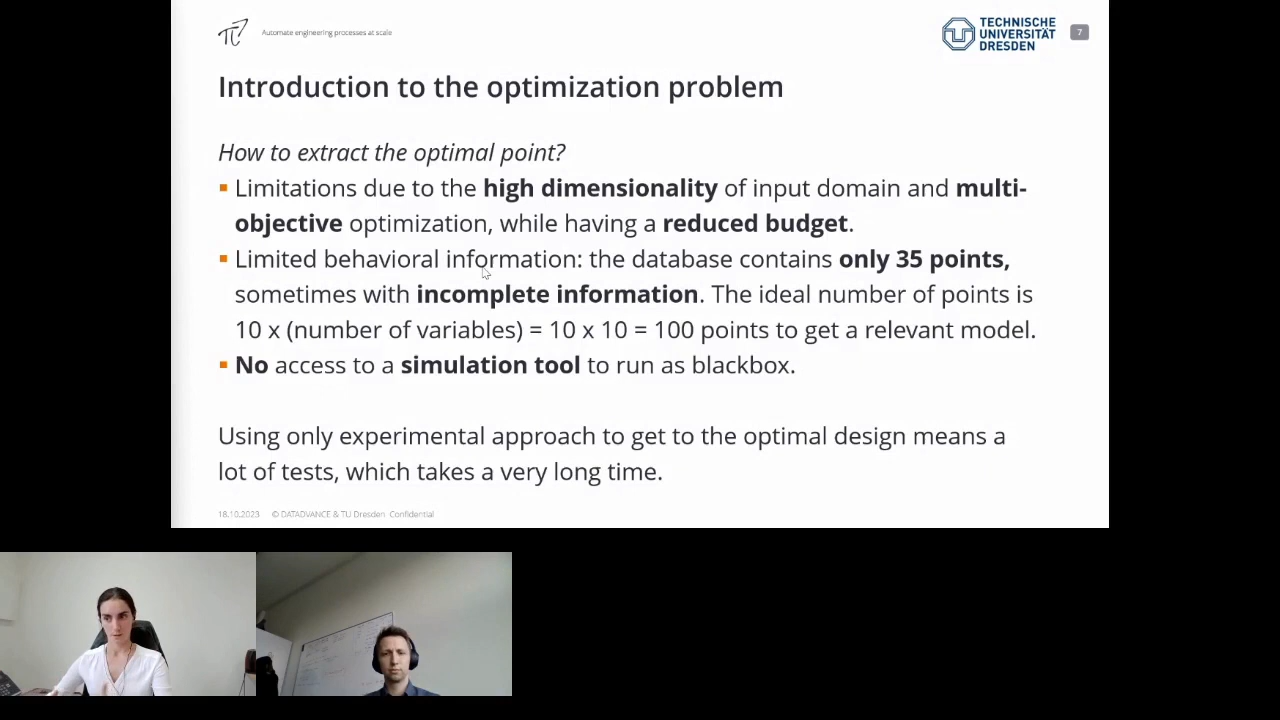 Automate engineering processes at scale
TECHNISCHE
UNIVERSITÄT
DRESDEN
7
Introduction to the optimization problem
How to extract the optimal point?
Limitations due to the high dimensionality of input domain and multi-
objective optimization, while having a reduced budget.
Limited behavioral information: the database contains only 35 points,
sometimes with incomplete information. The ideal number of points is
10 x (number of variables) = 10 x 10 = 100 points to get a relevant model.
No access to a simulation tool to run as blackbox.
Using only experimental approach to get to the optimal design means a
lot of tests, which takes a very long time.
18.10.2023 © DATADVANCE & TU Dresden Confidential